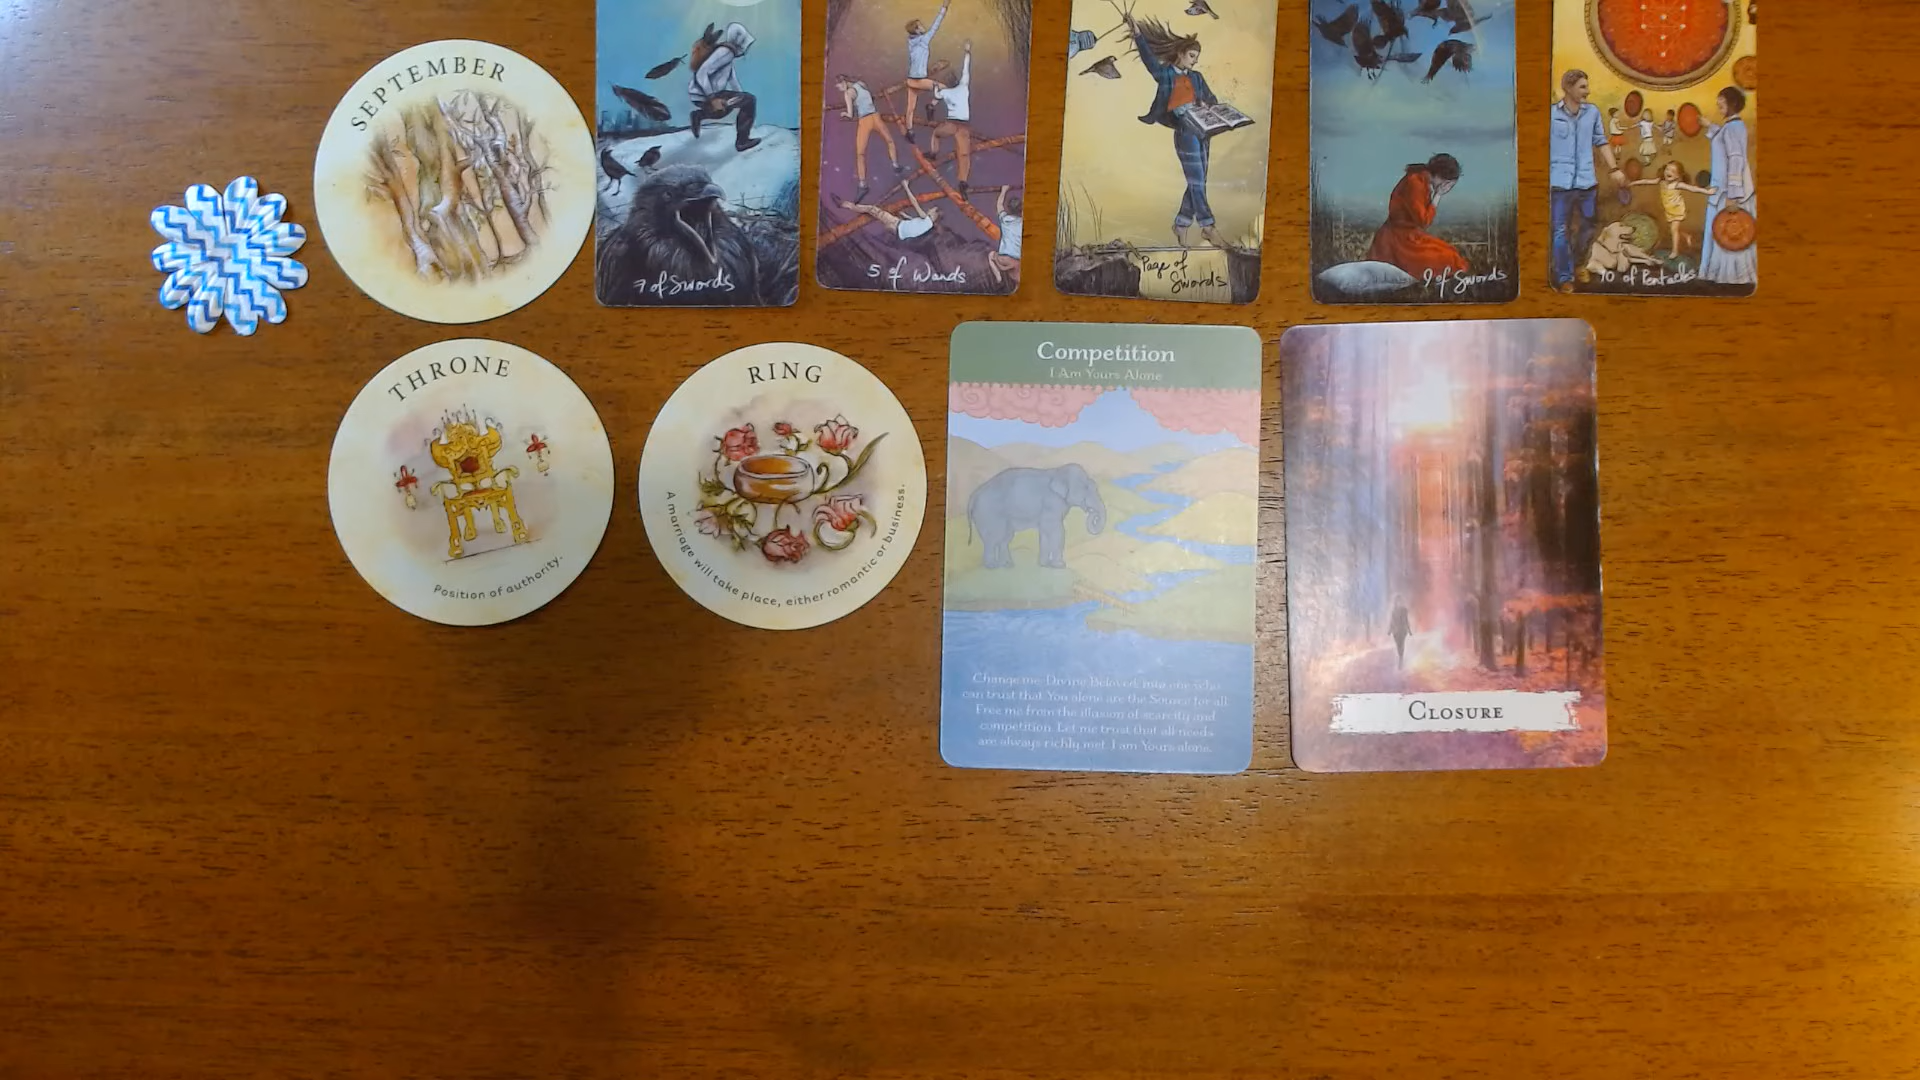 SEPTEMBER
7 of Swords
5 of Wands
Page of
Swords
9 of Swords
10 of Pentacles
THRONE
Position of authority.
RING
A marriage will take place, either romantic or business.
Competition
I Am Yours Alone
Change me Divine Beloved into one who
can trust that You alone are the Source for all.
Free me from the illusion of scarcity and
competition. Let me trust that all needs
are always richly met. I am Yours alone.
CLOSURE